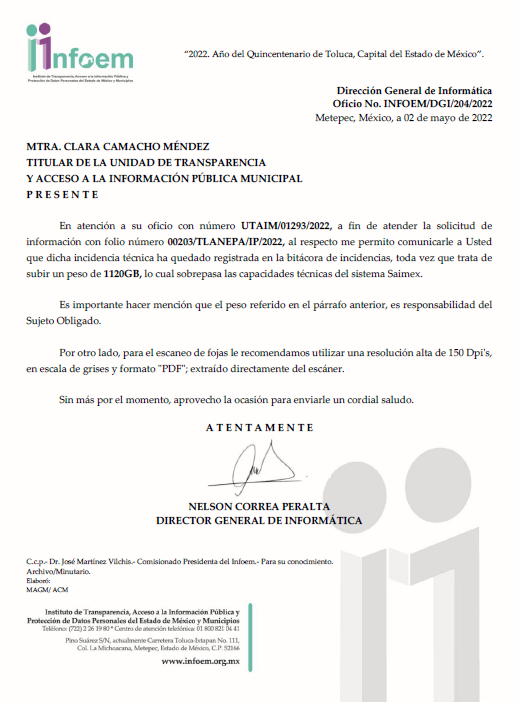 infoem
Instituto de Transparencia, Acceso a la Información Pública y
Protección de Datos Personales del Estado de México y Municipios
“2022. Año del Quincentenario de Toluca, Capital del Estado de México”.
Dirección General de Informática
Oficio No. INFOEM/DGI/204/2022
Metepec, México, a 02 de mayo de 2022
MTRA. CLARA CAMACHO MÉNDEZ
TITULAR DE LA UNIDAD DE TRANSPARENCIA
Y ACCESO A LA INFORMACIÓN PÚBLICA MUNICIPAL
P R E S E N T E
En atención a su oficio con número UTAIM/01293/2022, a fin de atender la solicitud de
información con folio número 00203/TLANEPA/IP/2022, al respecto me permito comunicarle a Usted
que dicha incidencia técnica ha quedado registrada en la bitácora de incidencias, toda vez que trata de
subir un peso de 1120GB, lo cual sobrepasa las capacidades técnicas del sistema Saimex.
Es importante hacer mención que el peso referido en el párrafo anterior, es responsabilidad del
Sujeto Obligado.
Por otro lado, para el escaneo de fojas le recomendamos utilizar una resolución alta de 150 Dpi's,
en escala de grises y formato "PDF"; extraído directamente del escáner.
Sin más por el momento, aprovecho la ocasión para enviarle un cordial saludo.
A T E N T A M E N T E
NELSON CORREA PERALTA
DIRECTOR GENERAL DE INFORMÁTICA
C.c.p.- Dr. José Martínez Vilchis.- Comisionado Presidenta del Infoem.- Para su conocimiento.
Archivo/Minutario.
Elaboró:
MAGM/ ACM
Instituto de Transparencia, Acceso a la Información Pública y
Protección de Datos Personales del Estado de México y Municipios
Teléfono: (722) 2 26 19 80 * Centro de atención telefónica: 01 800 821 04 41
Pino Suárez S/N, actualmente Carretera Toluca-Ixtapan No. 111,
Col. La Michoacana, Metepec, Estado de México, C.P. 52166
www.infoem.org.mx